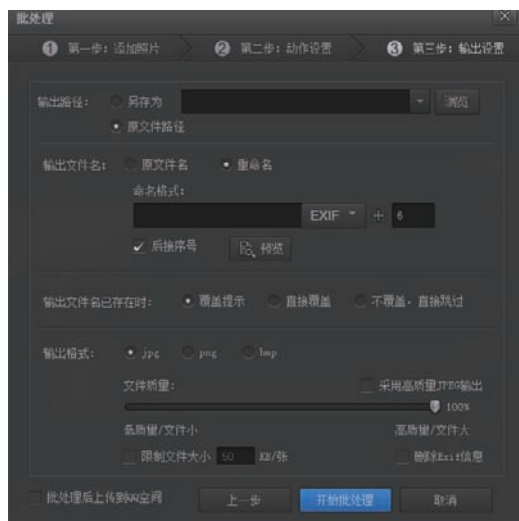 批处理
1 第一步：添加照片 2 第二步：动作设置 3 第三步：输出设置
输出路径： 另存为 浏览
原文件路径
输出文件名： 原文件名 重命名
命名格式：
EXIF + 6
后接序号 预览
输出文件名已存在时： 覆盖提示 直接覆盖 不覆盖，直接跳过
输出格式： jpg png bmp
文件质量： 采用高质量JPEG输出
100%
低质量/文件小 高质量/文件大
限制文件大小 50 KB/张 删除Exif信息
批处理后上传到QQ空间 上一步 开始批处理 取消